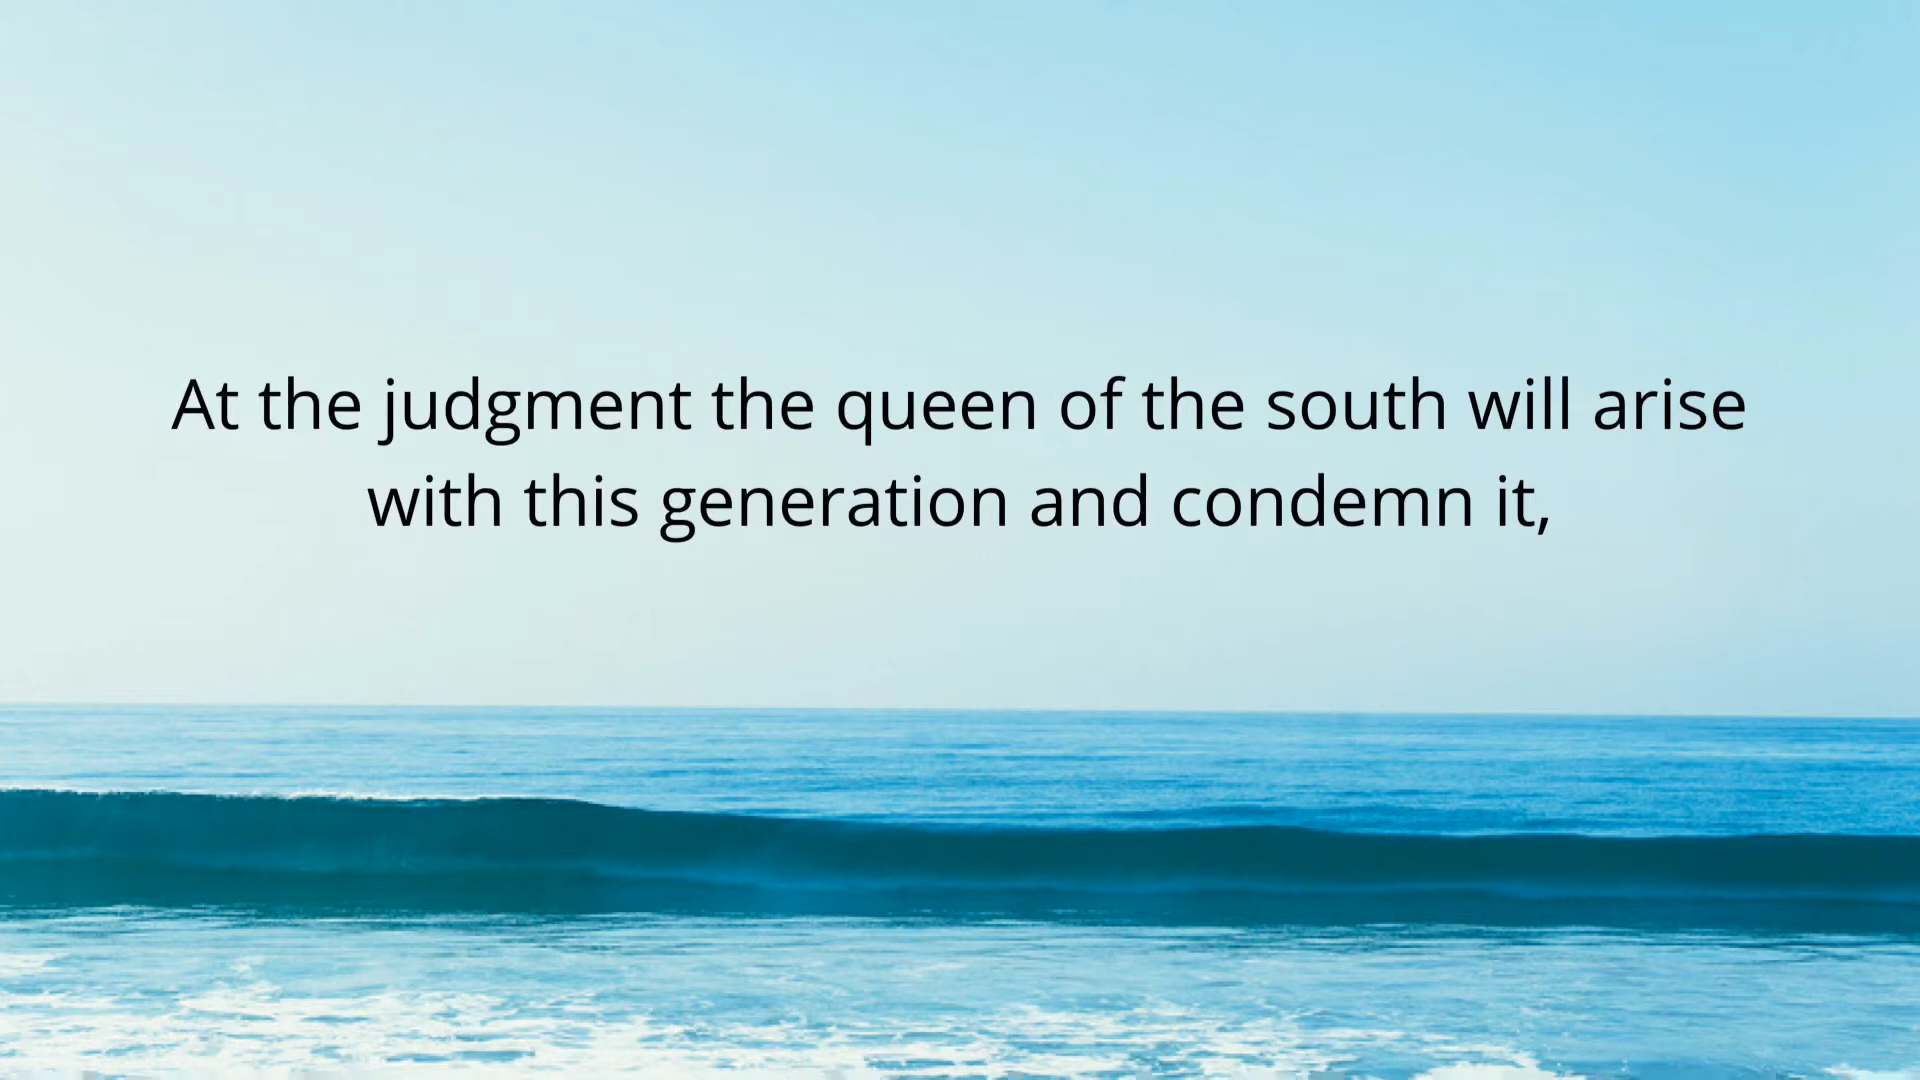 At the judgment the queen of the south will arise
with this generation and condemn it,